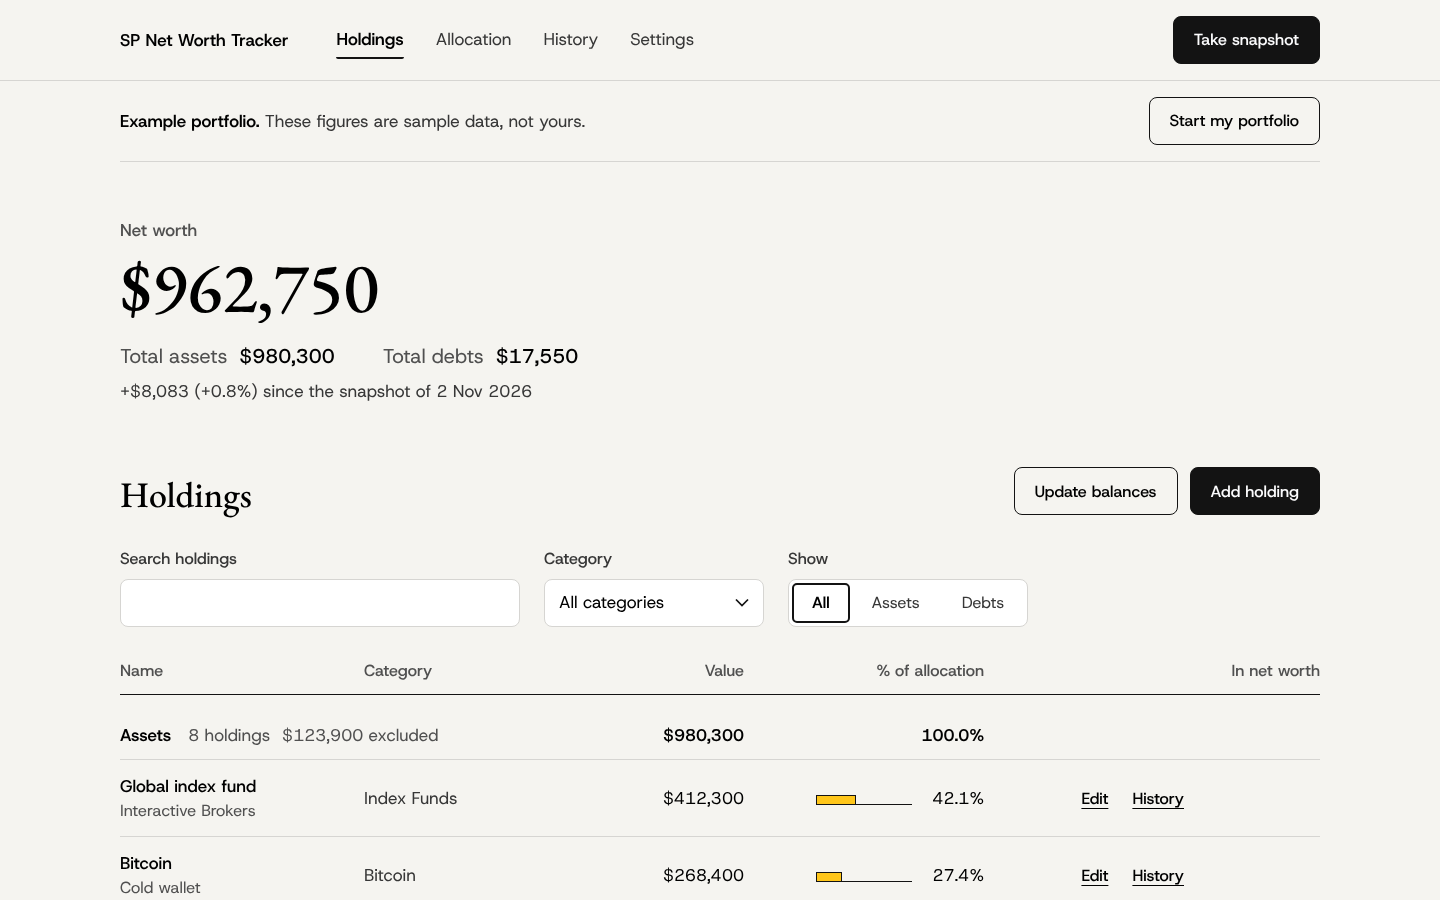 SP Net Worth Tracker Holdings Allocation History Settings Take snapshot
Example portfolio. These figures are sample data, not yours. Start my portfolio
Net worth
$962,750
Total assets $980,300 Total debts $17,550
+$8,083 (+0.8%) since the snapshot of 2 Nov 2026
Holdings Update balances Add holding
Search holdings Category Show
All categories All Assets Debts
Name Category Value % of allocation In net worth
Assets 8 holdings $123,900 excluded $980,300 100.0%
Global index fund
Interactive Brokers
Index Funds $412,300 42.1% Edit History
Bitcoin
Cold wallet
Bitcoin $268,400 27.4% Edit History